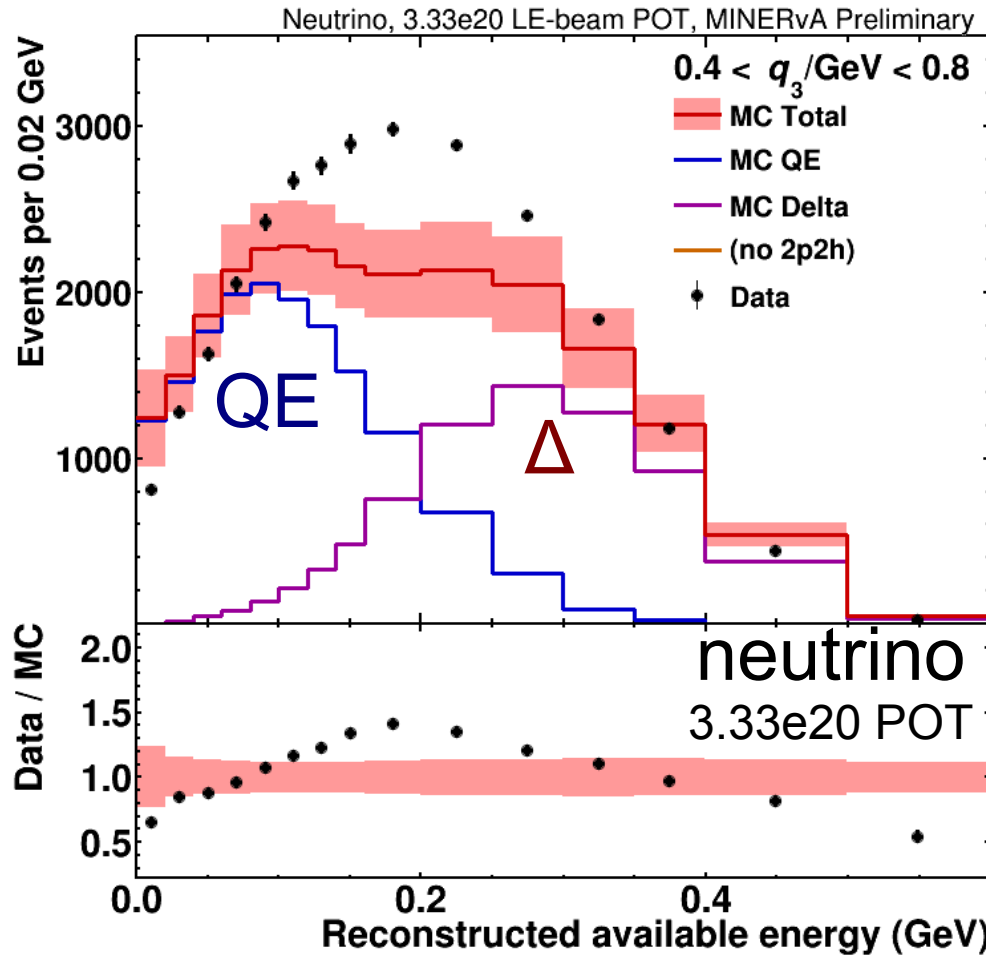 Neutrino, 3.33e20 LE-beam POT, MINERvA Preliminary
Events per 0.02 GeV
3000
2000
1000
0.4 < q3/GeV < 0.8
MC Total
MC QE
MC Delta
(no 2p2h)
Data
QE
Δ
Data / MC
2.0
1.5
1.0
0.5
neutrino
3.33e20 POT
0.0
0.2
0.4
Reconstructed available energy (GeV)